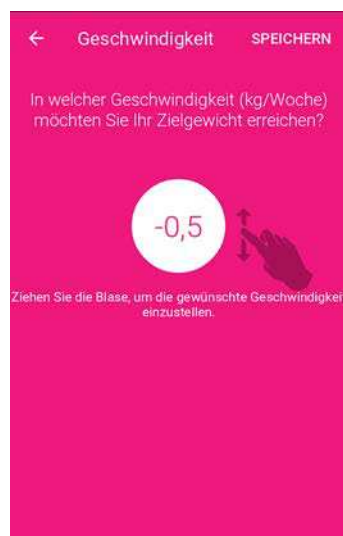 Geschwindigkeit SPEICHERN
In welcher Geschwindigkeit (kg/Woche)
möchten Sie Ihr Zielgewicht erreichen?
-0,5
Ziehen Sie die Blase, um die gewünschte Geschwindigkei
einzustellen.